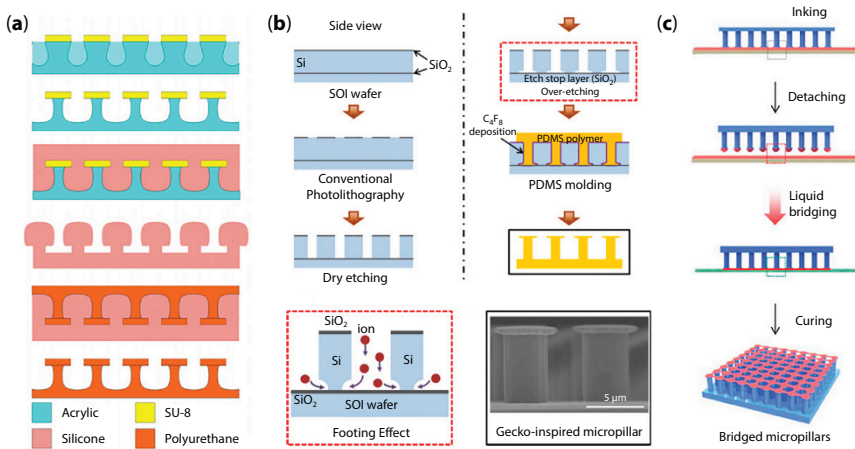 (a)
Acrylic
SU-8
Silicone
Polyurethane
(b)
Side view
Si
SiO2
SOI wafer
Conventional
Photolithography
Dry etching
Etch stop layer (SiO2)
Over-etching
C4F8
deposition
PDMS polymer
PDMS molding
SiO2
ion
Si
Si
SiO2
SOI wafer
Footing Effect
5 µm
Gecko-inspired micropillar
(c)
Inking
Detaching
Liquid
bridging
Curing
Bridged micropillars